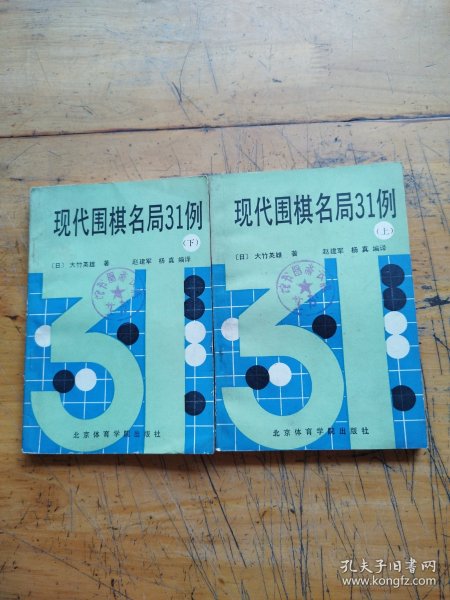 现代围棋名局31例
(下)
〔日〕 大竹英雄 著 赵建军 杨真 编译
31
北京体育学院出版社
现代围棋名局31例
(上)
〔日〕 大竹英雄 著 赵建军 杨真 编译
31
北京体育学院出版社
孔夫子旧书网
www.kongfz.com